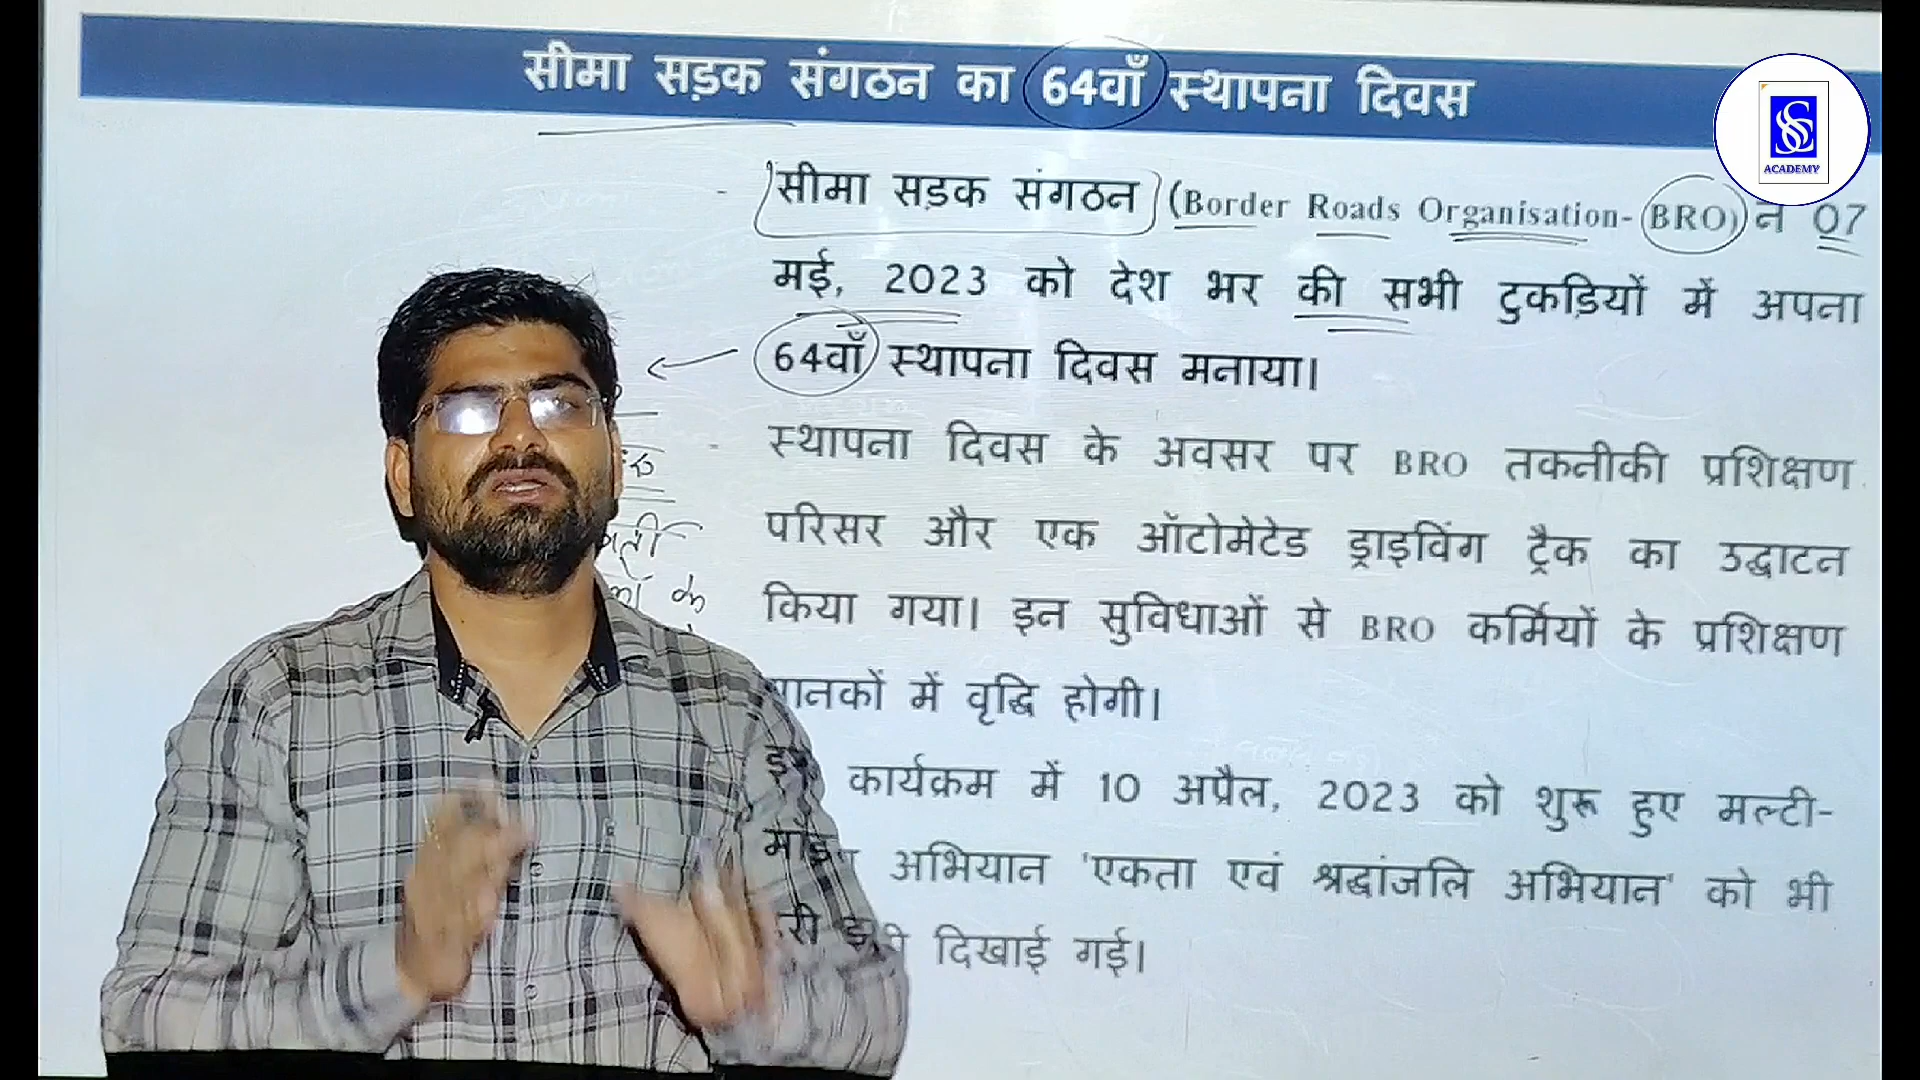 सीमा सड़क संगठन का 64वाँ स्थापना दिवस
ACADEMY
सीमा सड़क संगठन (Border Roads Organisation- BRO) ने 07
मई, 2023 को देश भर की सभी टुकड़ियों में अपना
64वाँ स्थापना दिवस मनाया।
स्थापना दिवस के अवसर पर BRO तकनीकी प्रशिक्षण
परिसर और एक ऑटोमेटेड ड्राइविंग ट्रैक का उद्घाटन
किया गया। इन सुविधाओं से BRO कर्मियों के प्रशिक्षण
में वृद्धि होगी।
कार्यक्रम में 10 अप्रैल, 2023 को शुरू हुए मल्टी-
अभियान 'एकता एवं श्रद्धांजलि अभियान' को भी
दिखाई गई।